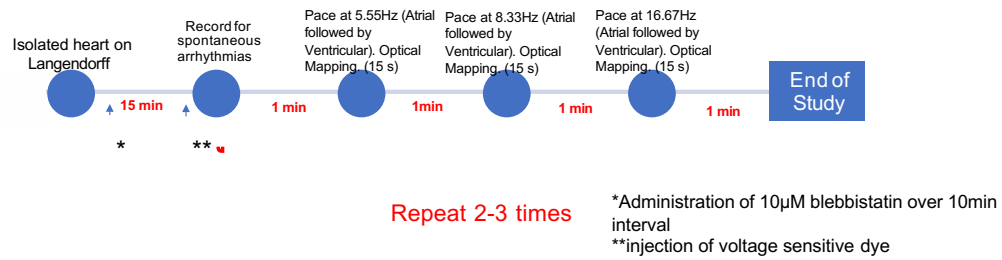 Isolated heart on
Langendorff
Record for
spontaneous
arrhythmias
Pace at 5.55Hz (Atrial
followed by
Ventricular). Optical
Mapping. (15 s)
Pace at 8.33Hz (Atrial
followed by
Ventricular). Optical
Mapping. (15 s)
Pace at 16.67Hz
(Atrial followed by
Ventricular). Optical
Mapping. (15 s)
End of
Study
15 min
1 min
1min
1 min
1 min
*
**
Repeat 2-3 times
*Administration of 10µM blebbistatin over 10min
interval
**injection of voltage sensitive dye